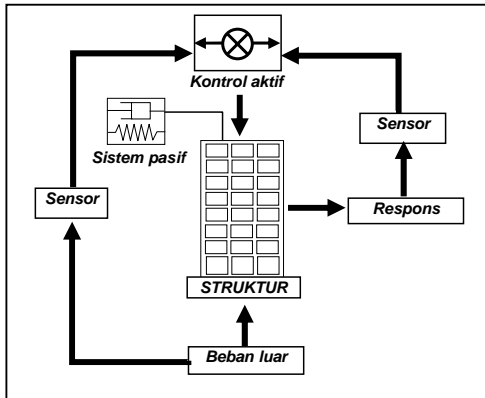 Kontrol aktif
Sistem pasif
Sensor
Sensor
Respons
STRUKTUR
Beban luar